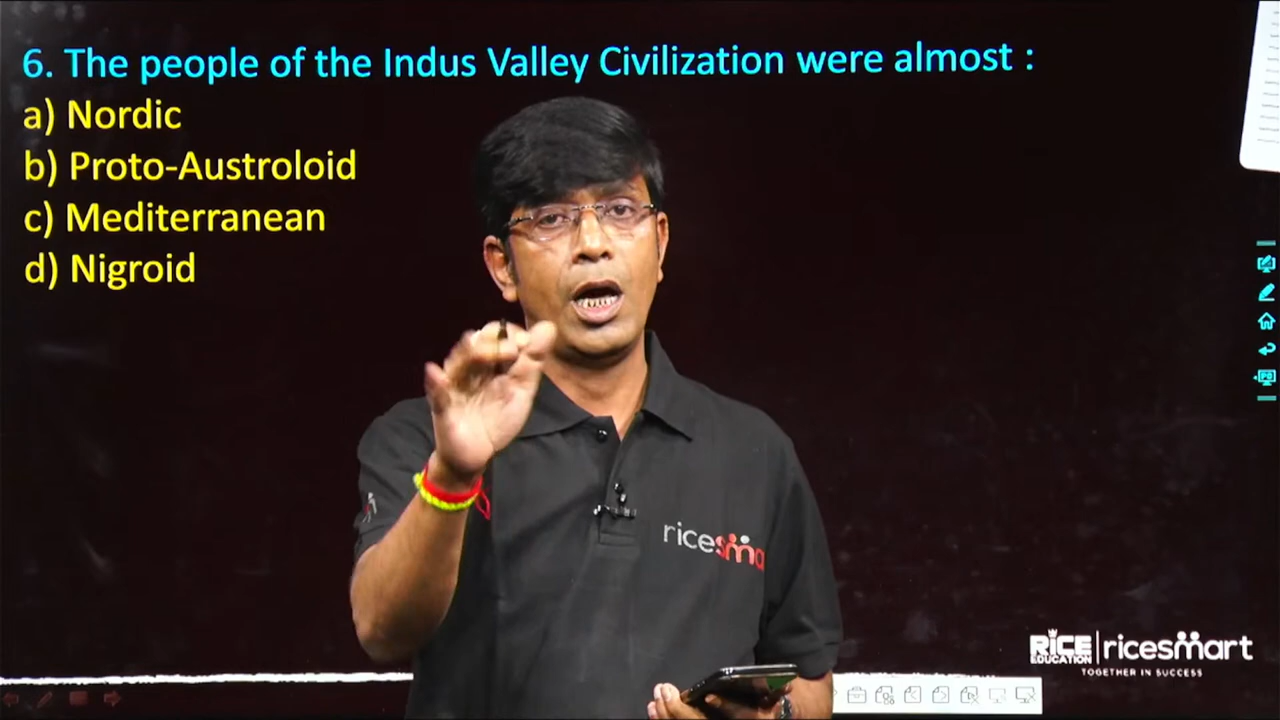 6. The people of the Indus Valley Civilization were almost :
a) Nordic
b) Proto-Austroloid
c) Mediterranean
d) Nigroid
ricesma
RICE EDUCATION | ricesmart
TOGETHER IN SUCCESS